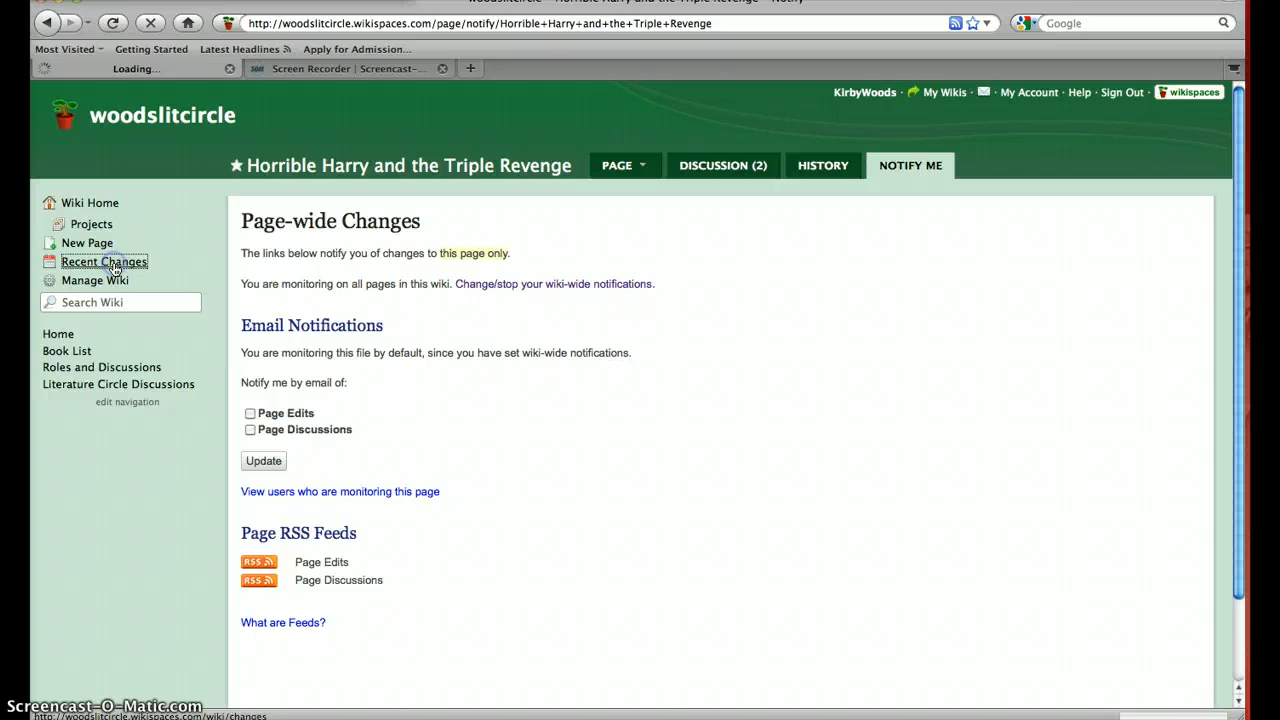 http://woodslitcircle.wikispaces.com/page/notify/Horrible+Harry+and+the+Triple+Revenge
Google
Most Visited
Getting Started
Latest Headlines
Apply for Admission...
Loading...
Screen Recorder | Screencast-...
KirbyWoods · My Wikis · My Account · Help · Sign Out · wikispaces
woodslitcircle
Horrible Harry and the Triple Revenge
PAGE
DISCUSSION (2)
HISTORY
NOTIFY ME
Wiki Home
Projects
New Page
Recent Changes
Manage Wiki
Search Wiki
Home
Book List
Roles and Discussions
Literature Circle Discussions
edit navigation
Page-wide Changes
The links below notify you of changes to this page only.
You are monitoring on all pages in this wiki. Change/stop your wiki-wide notifications.
Email Notifications
You are monitoring this file by default, since you have set wiki-wide notifications.
Notify me by email of:
Page Edits
Page Discussions
Update
View users who are monitoring this page
Page RSS Feeds
RSS Page Edits
RSS Page Discussions
What are Feeds?
Screencast-O-Matic.com
http://woodslitcircle.wikispaces.com/wiki/changes